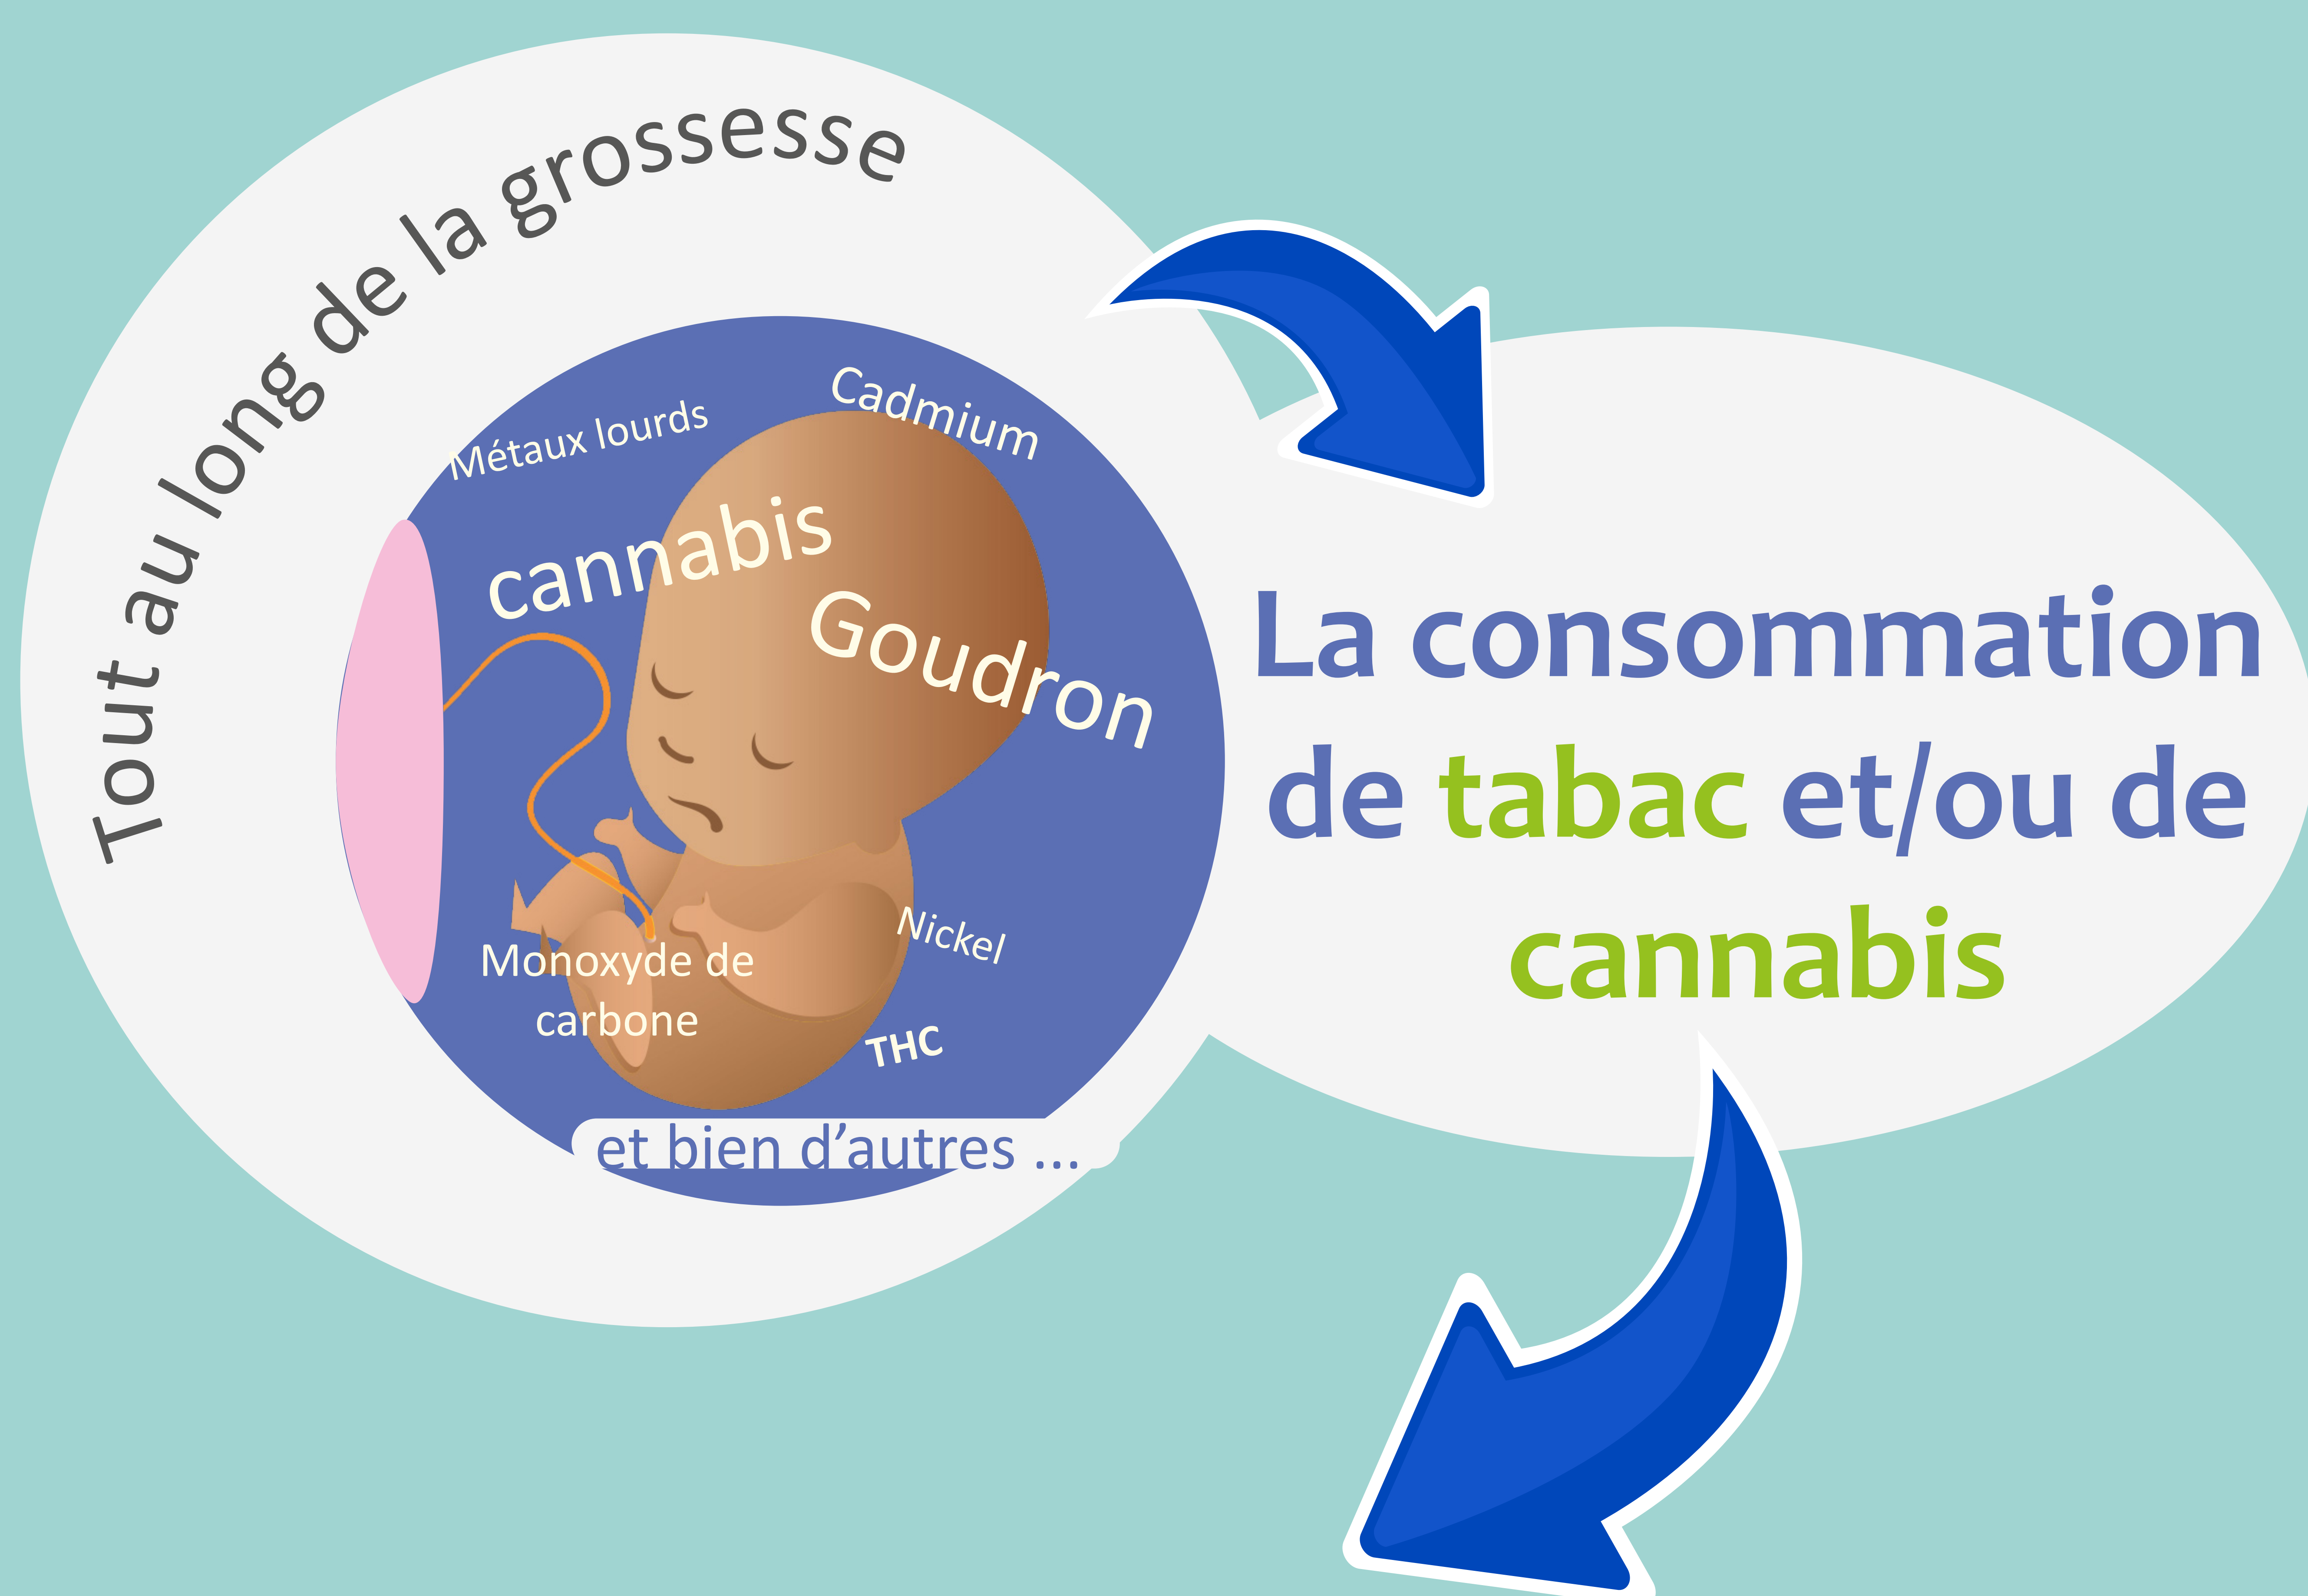 Tout au long de la grossesse
Métaux lourds
Cadmium
cannabis
Goudron
Monoxyde de
carbone
Nickel
THC
et bien d’autres ...
La consommation
de tabac et/ou de
cannabis